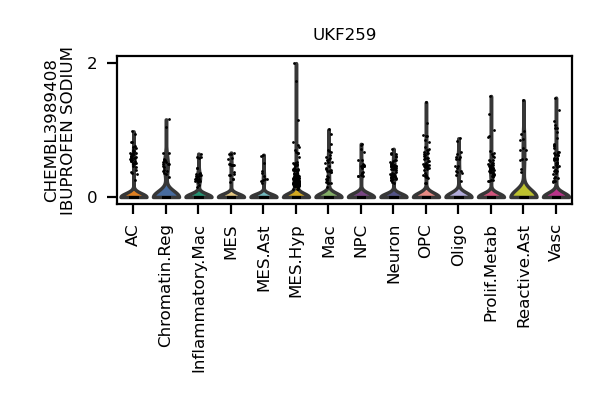 UKF259
CHEMBL3989408
IBUPROFEN SODIUM
2
0
AC
Chromatin.Reg
Inflammatory.Mac
MES
MES.Ast
MES.Hyp
Mac
NPC
Neuron
OPC
Oligo
Prolif.Metab
Reactive.Ast
Vasc